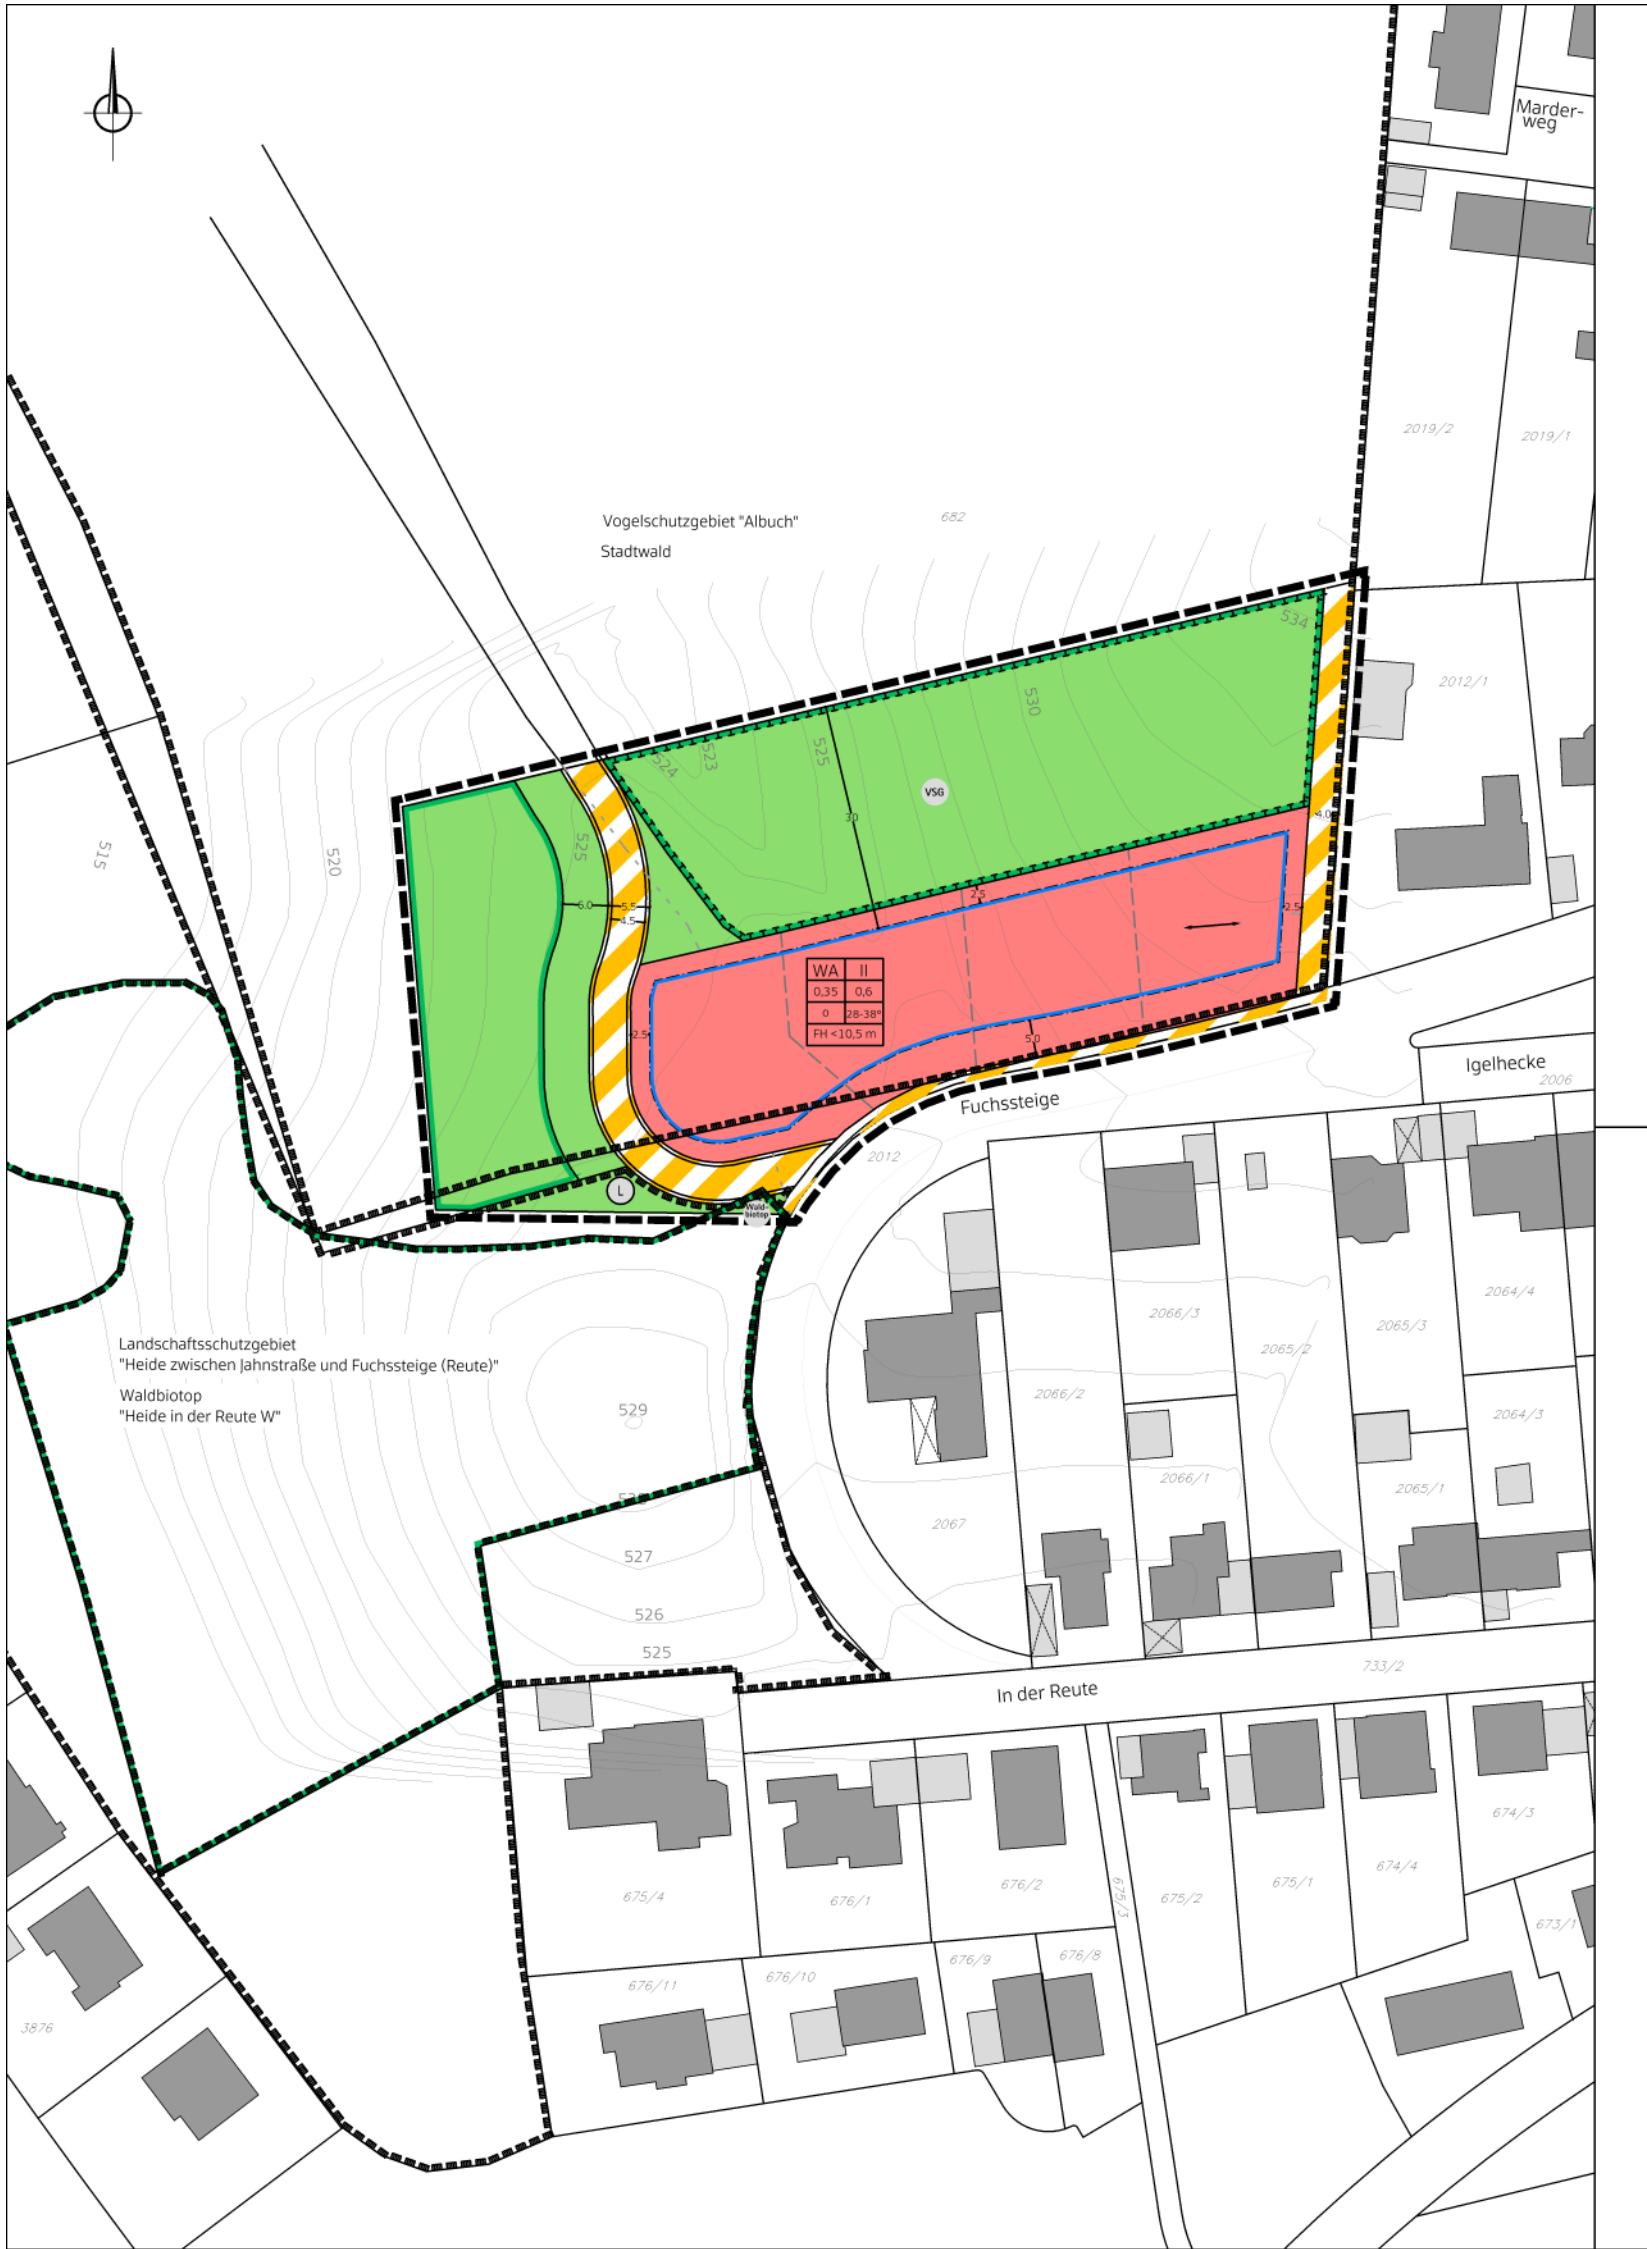 Marder-
weg
2019/2
2019/1
Vogelschutzgebiet "Albuch"
682
Stadtwald
534
2012/1
530
523
524
525
VSG
30
4.0
515
520
525
6.0
5.5
4.5
2.5
2.5
WA II
0,35 0,6
o 28-38°
FH <10,5 m
2.5
5.0
Igelhecke
2006
Fuchssteige
2012
L
Wald-
biotop
2066/3
2064/4
2065/3
2065/2
Landschaftsschutzgebiet
"Heide zwischen Jahnstraße und Fuchssteige (Reute)"
Waldbiotop
"Heide in der Reute W"
529
2066/2
2064/3
2066/1
2065/1
2067
527
526
525
733/2
In der Reute
675/4
676/1
676/2
675/3
675/2
675/1
674/4
674/3
673/1
676/11
676/10
676/9
676/8
3876